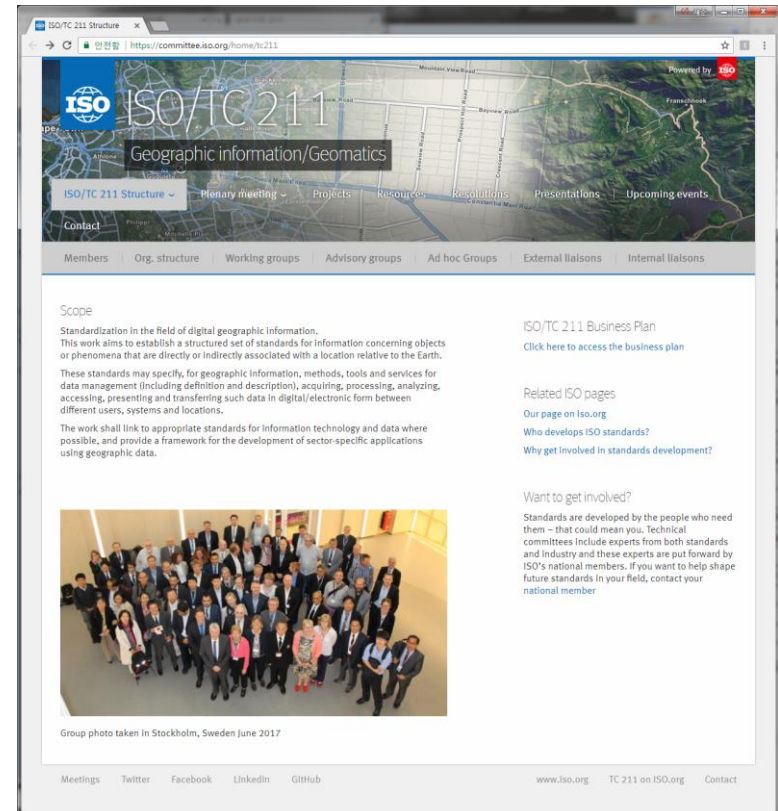 ISO/TC 211 Structure
안전함 https://committee.iso.org/home/tc211
Powered by ISO
ISO
ISO/TC 211
Geographic information/Geomatics
Mountain View Road
Bayview Road
Franschhoek
Athlone
Philippi
ISO/TC 211 Structure
Plenary meeting
Projects
Resources
Resolutions
Presentations
Upcoming events
Contact
Members
Org. structure
Working groups
Advisory groups
Ad hoc Groups
External liaisons
Internal liaisons
Scope
Standardization in the field of digital geographic information.
This work aims to establish a structured set of standards for information concerning objects
or phenomena that are directly or indirectly associated with a location relative to the Earth.
These standards may specify, for geographic information, methods, tools and services for
data management (including definition and description), acquiring, processing, analyzing,
accessing, presenting and transferring such data in digital/electronic form between
different users, systems and locations.
The work shall link to appropriate standards for information technology and data where
possible, and provide a framework for the development of sector-specific applications
using geographic data.
Group photo taken in Stockholm, Sweden June 2017
ISO/TC 211 Business Plan
Click here to access the business plan
Related ISO pages
Our page on iso.org
Who develops ISO standards?
Why get involved in standards development?
Want to get involved?
Standards are developed by the people who need
them – that could mean you. Technical
committees include experts from both standards
and industry and these experts are put forward by
ISO's national members. If you want to help shape
future standards in your field, contact your
national member
Meetings
Twitter
Facebook
LinkedIn
GitHub
www.iso.org
TC 211 on ISO.org
Contact